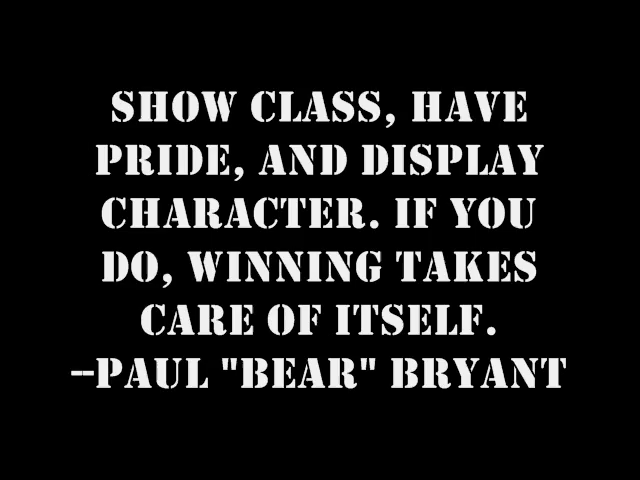 SHOW CLASS, HAVE
PRIDE, AND DISPLAY
CHARACTER. IF YOU
DO, WINNING TAKES
CARE OF ITSELF.
--PAUL "BEAR" BRYANT